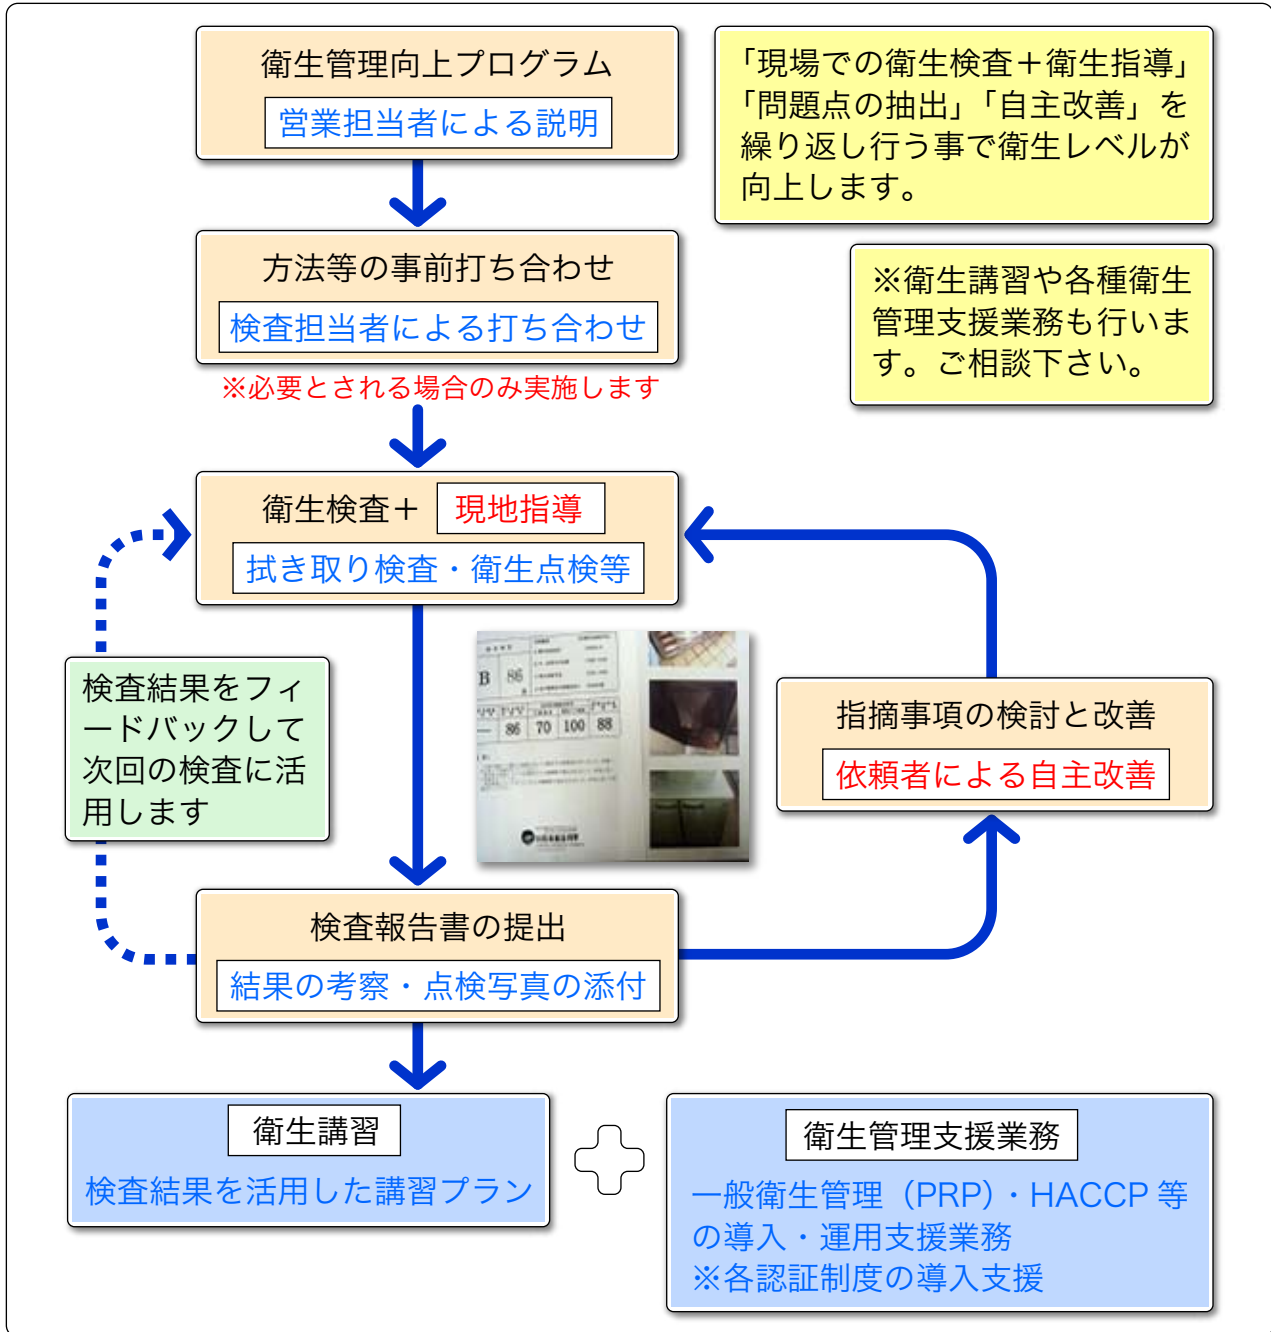 衛生管理向上プログラム
営業担当者による説明
「現場での衛生検査＋衛生指導」
「問題点の抽出」「自主改善」を
繰り返し行う事で衛生レベルが
向上します。
方法等の事前打ち合わせ
検査担当者による打ち合わせ
※必要とされる場合のみ実施します
※衛生講習や各種衛生
管理支援業務も行いま
す。ご相談下さい。
衛生検査＋ 現地指導
拭き取り検査・衛生点検等
検査結果をフィ
ードバックして
次回の検査に活
用します
B 86
86 70 100 88
指摘事項の検討と改善
依頼者による自主改善
検査報告書の提出
結果の考察・点検写真の添付
衛生講習
検査結果を活用した講習プラン
衛生管理支援業務
一般衛生管理（PRP）・HACCP 等
の導入・運用支援業務
※各認証制度の導入支援